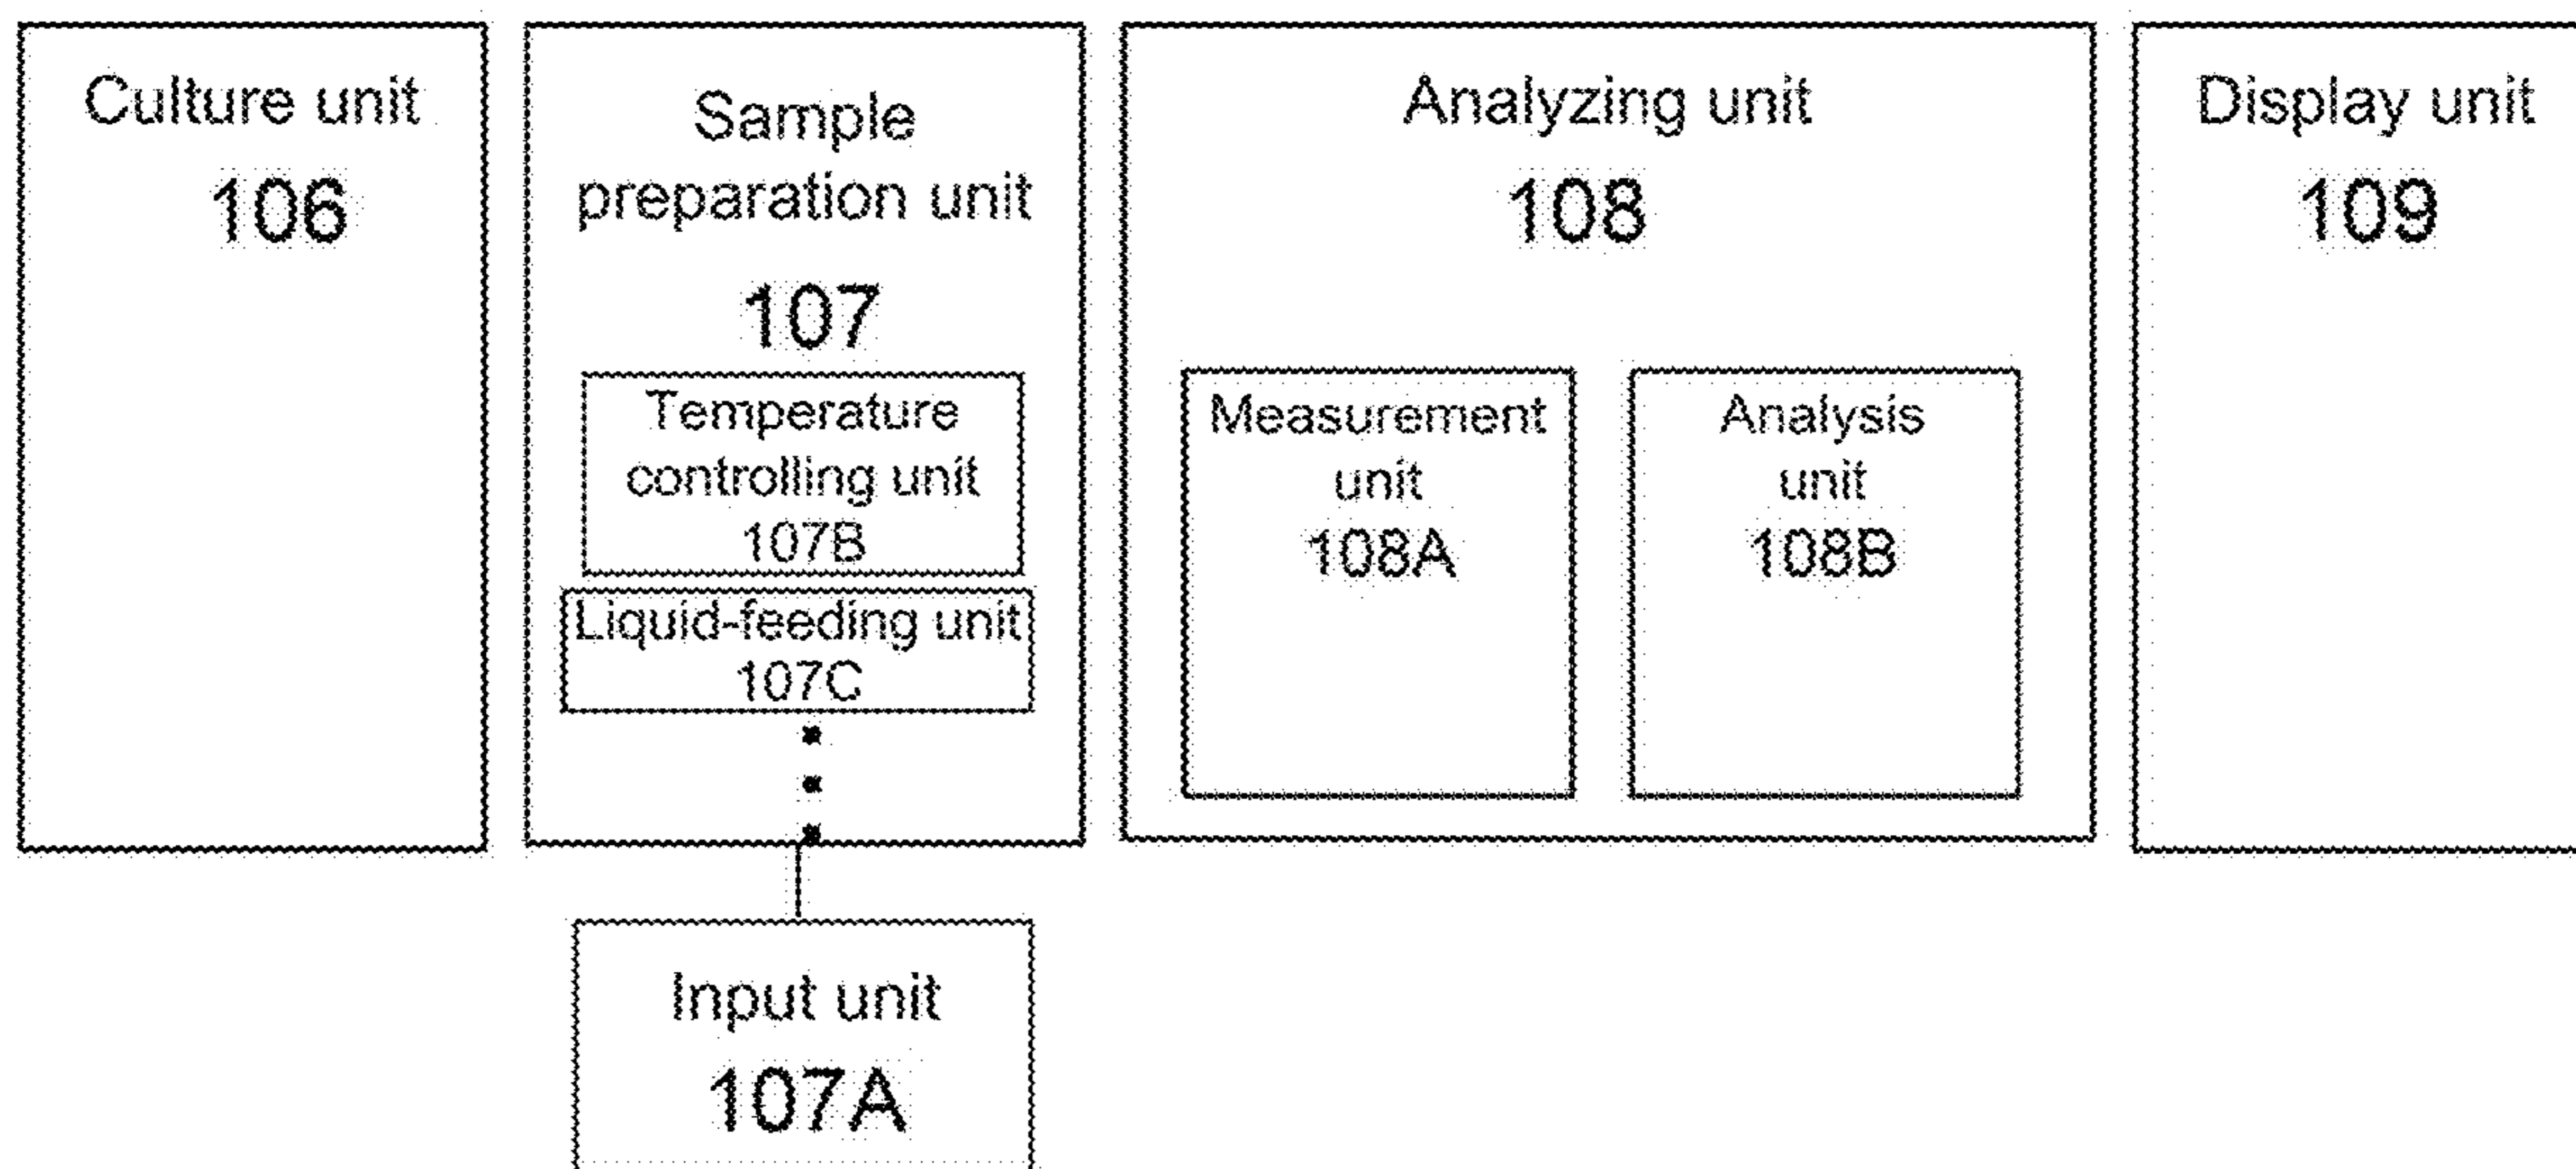 Culture unit
106
Sample
preparation unit
107
Temperature
controlling unit
107B
Liquid-feeding unit
107C
Input unit
107A
Analyzing unit
108
Measurement
unit
108A
Analysis
unit
108B
Display unit
109